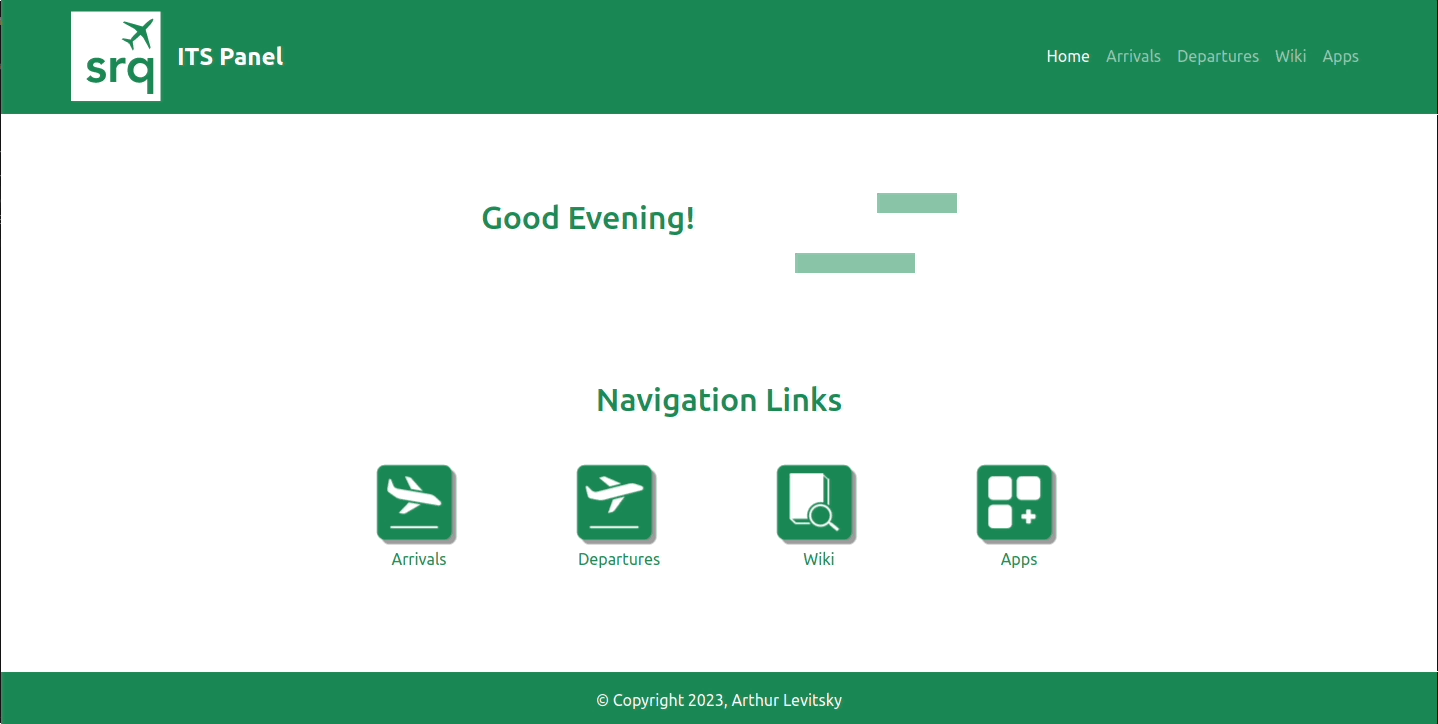 srq
ITS Panel
Home Arrivals Departures Wiki Apps
Good Evening!
Navigation Links
Arrivals
Departures
Wiki
Apps
© Copyright 2023, Arthur Levitsky